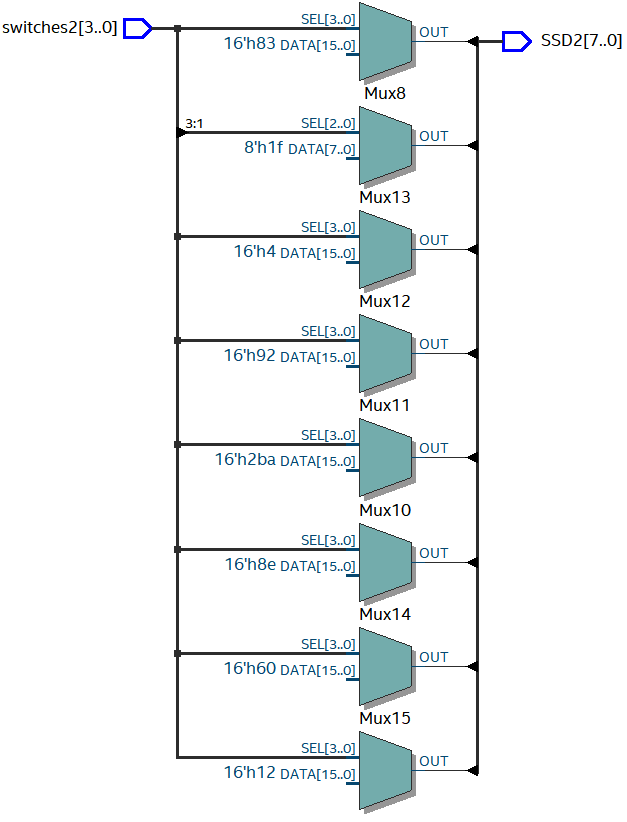 switches2[3..0]
SEL[3..0]
16'h83 DATA[15..0]
OUT
SSD2[7..0]
Mux8
3:1
SEL[2..0]
8'h1f DATA[7..0]
OUT
Mux13
SEL[3..0]
16'h4 DATA[15..0]
OUT
Mux12
SEL[3..0]
16'h92 DATA[15..0]
OUT
Mux11
SEL[3..0]
16'h2ba DATA[15..0]
OUT
Mux10
SEL[3..0]
16'h8e DATA[15..0]
OUT
Mux14
SEL[3..0]
16'h60 DATA[15..0]
OUT
Mux15
SEL[3..0]
16'h12 DATA[15..0]
OUT